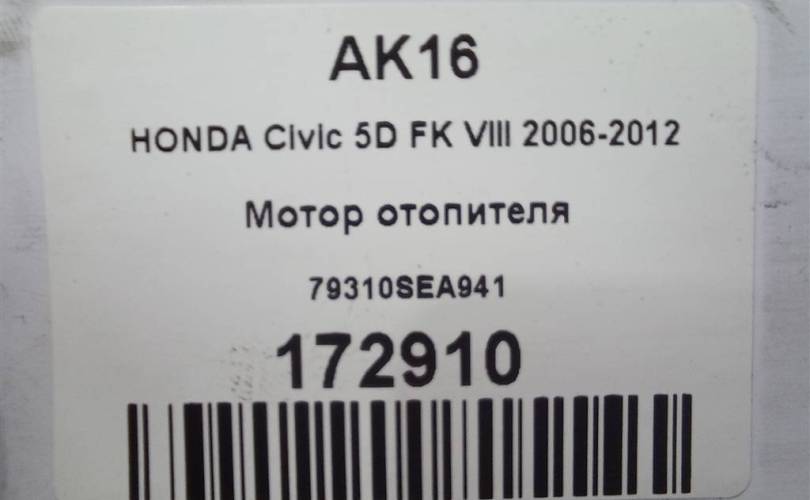 AK16
HONDA Civic 5D FK VIII 2006-2012
Мотор отопителя
79310SEA941
172910